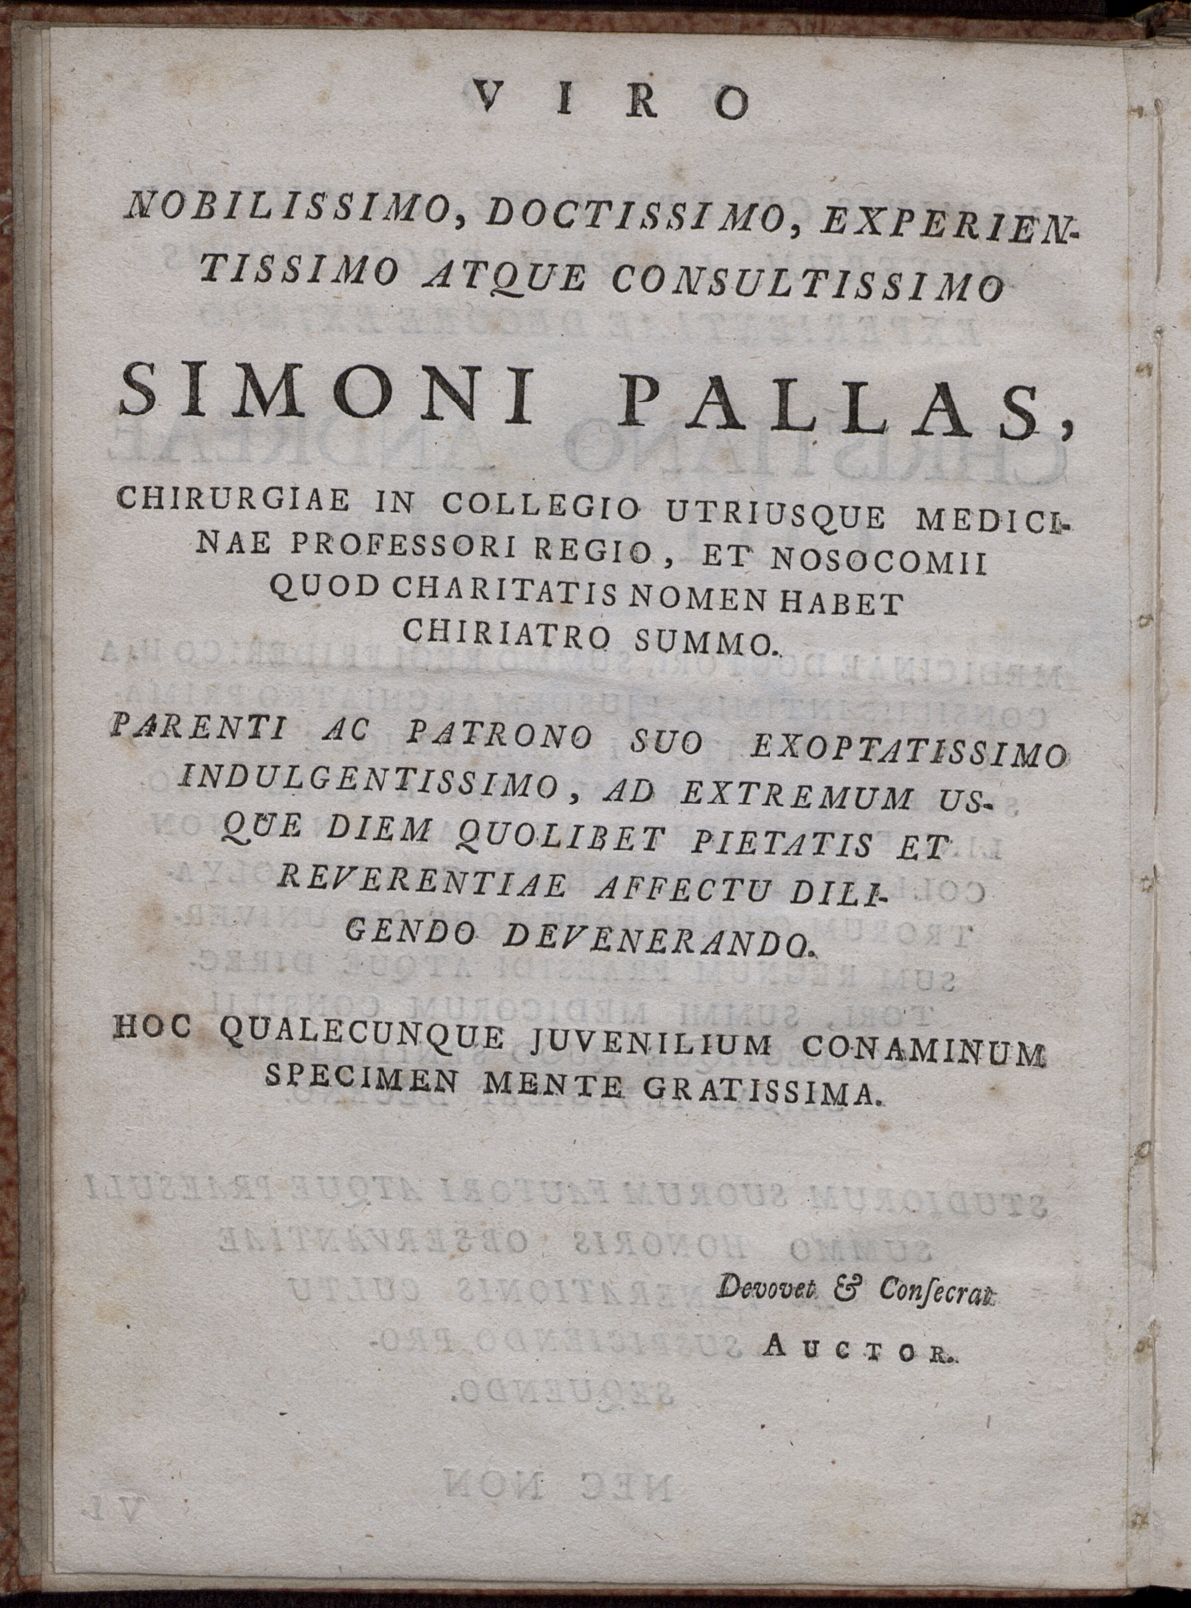 VIRO
NOBILISSIMO, DOCTISSIMO, EXPERIEN-
TISSIMO ATQUE CONSULTISSIMO
SIMONI PALLAS,
CHIRURGIAE IN COLLEGIO UTRIUSQUE MEDICI-
NAE PROFESSORI REGIO, ET NOSOCOMII
QUOD CHARITATIS NOMEN HABET
CHIRIATRO SUMMO.
PARENTI AC PATRONO SUO EXOPTATISSIMO
INDULGENTISSIMO, AD EXTREMUM US-
QUE DIEM QUOLIBET PIETATIS ET
REVERENTIAE AFFECTU DILI-
GENDO DEVENERANDO.
HOC QUALECUNQUE JUVENILIUM CONAMINUM
SPECIMEN MENTE GRATISSIMA.
Devovet & Conſecrat
AUCTOR.